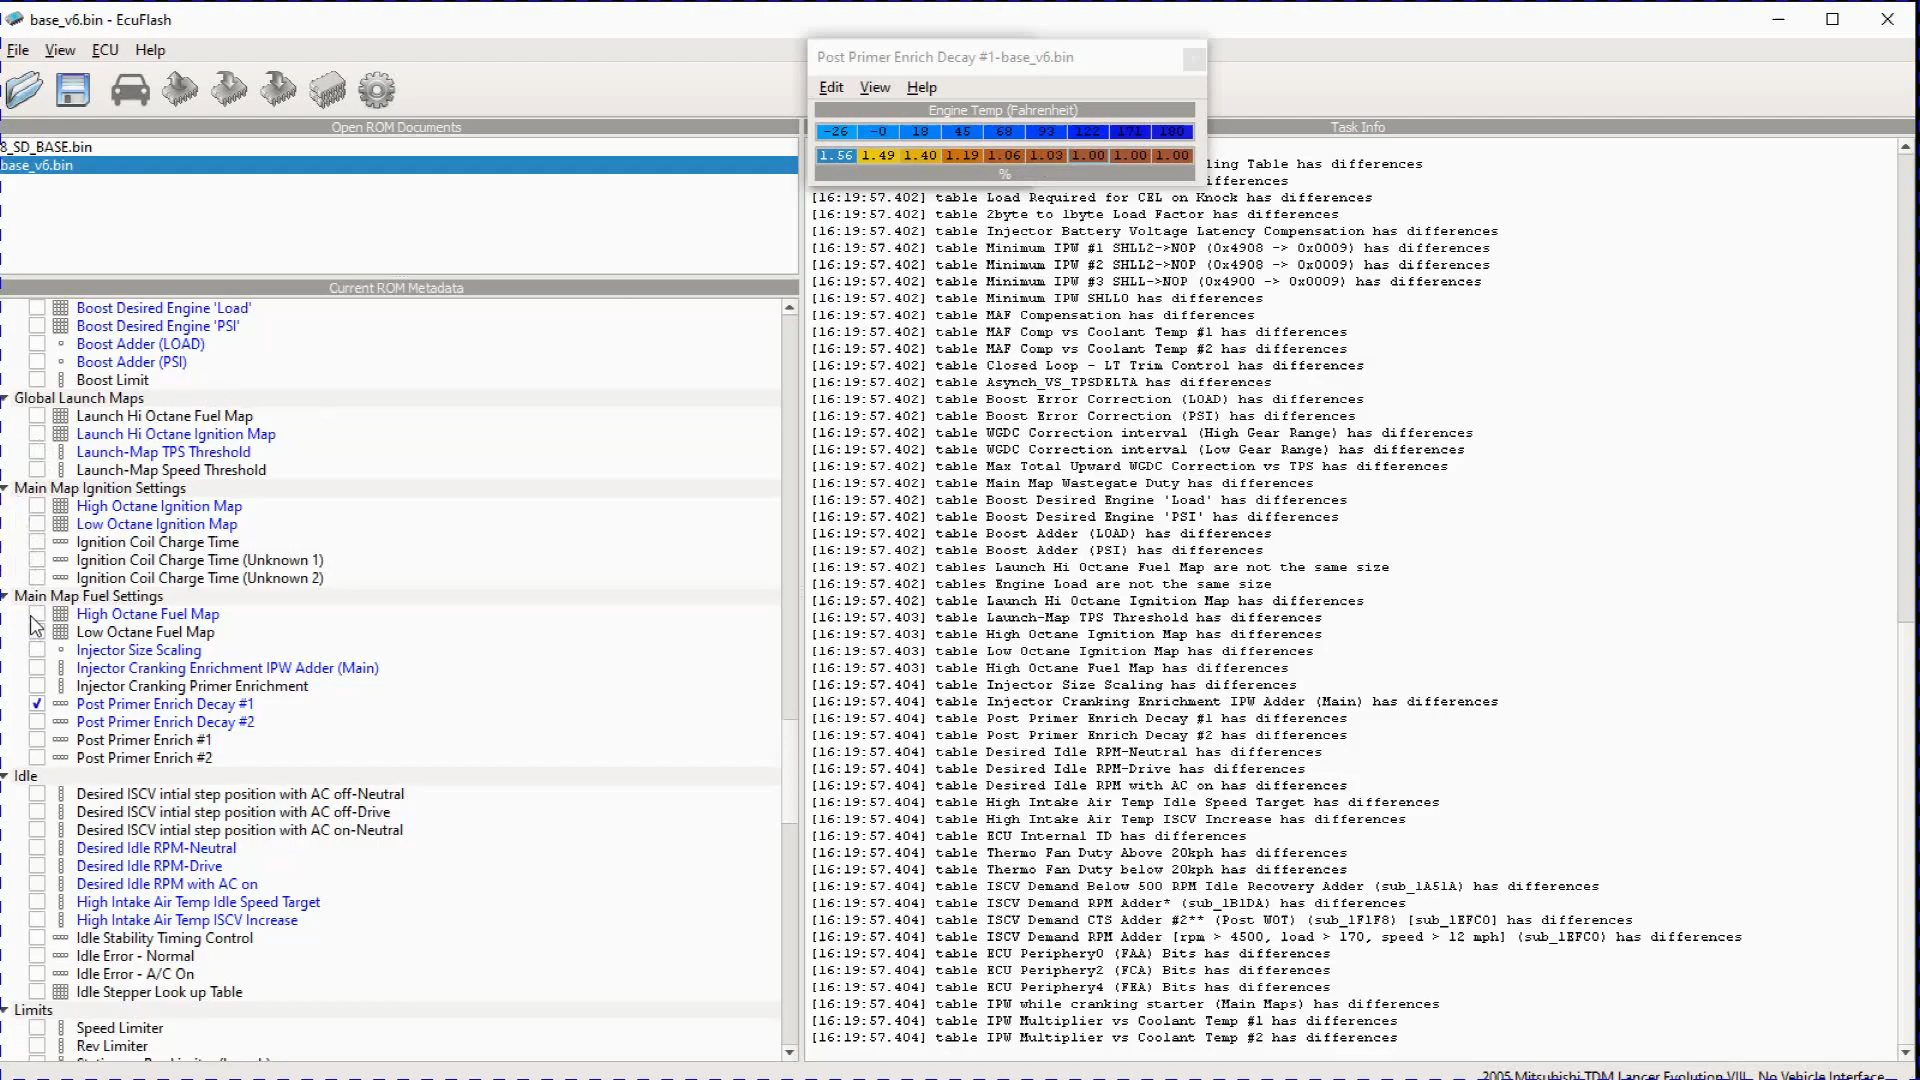 base_v6.bin - EcuFlash
File View ECU Help
Open ROM Documents
8_SD_BASE.bin
base_v6.bin
Current ROM Metadata
Boost Desired Engine 'Load'
Boost Desired Engine 'PSI'
Boost Adder (LOAD)
Boost Adder (PSI)
Boost Limit
Global Launch Maps
Launch Hi Octane Fuel Map
Launch Hi Octane Ignition Map
Launch-Map TPS Threshold
Launch-Map Speed Threshold
Main Map Ignition Settings
High Octane Ignition Map
Low Octane Ignition Map
Ignition Coil Charge Time
Ignition Coil Charge Time (Unknown 1)
Ignition Coil Charge Time (Unknown 2)
Main Map Fuel Settings
High Octane Fuel Map
Low Octane Fuel Map
Injector Size Scaling
Injector Cranking Enrichment IPW Adder (Main)
Injector Cranking Primer Enrichment
Post Primer Enrich Decay #1
Post Primer Enrich Decay #2
Post Primer Enrich #1
Post Primer Enrich #2
Idle
Desired ISCV intial step position with AC off-Neutral
Desired ISCV intial step position with AC off-Drive
Desired ISCV intial step position with AC on-Neutral
Desired Idle RPM-Neutral
Desired Idle RPM-Drive
Desired Idle RPM with AC on
High Intake Air Temp Idle Speed Target
High Intake Air Temp ISCV Increase
Idle Stability Timing Control
Idle Error - Normal
Idle Error - A/C On
Idle Stepper Look up Table
Limits
Speed Limiter
Rev Limiter
Post Primer Enrich Decay #1-base_v6.bin
Edit View Help
Engine Temp (Fahrenheit)
-26 -0 18 45 68 93 122 171 180
1.56 1.49 1.40 1.19 1.06 1.03 1.00 1.00 1.00
%
Task Info
ling Table has differences
ifferences
[16:19:57.402] table Load Required for CEL on Knock has differences
[16:19:57.402] table 2byte to 1byte Load Factor has differences
[16:19:57.402] table Injector Battery Voltage Latency Compensation has differences
[16:19:57.402] table Minimum IPW #1 SHLL2->NOP (0x4908 -> 0x0009) has differences
[16:19:57.402] table Minimum IPW #2 SHLL2->NOP (0x4908 -> 0x0009) has differences
[16:19:57.402] table Minimum IPW #3 SHLL->NOP (0x4900 -> 0x0009) has differences
[16:19:57.402] table Minimum IPW SHLL0 has differences
[16:19:57.402] table MAF Compensation has differences
[16:19:57.402] table MAF Comp vs Coolant Temp #1 has differences
[16:19:57.402] table MAF Comp vs Coolant Temp #2 has differences
[16:19:57.402] table Closed Loop - LT Trim Control has differences
[16:19:57.402] table Asynch_VS_TPSDELTA has differences
[16:19:57.402] table Boost Error Correction (LOAD) has differences
[16:19:57.402] table Boost Error Correction (PSI) has differences
[16:19:57.402] table WGDC Correction interval (High Gear Range) has differences
[16:19:57.402] table WGDC Correction interval (Low Gear Range) has differences
[16:19:57.402] table Max Total Upward WGDC Correction vs TPS has differences
[16:19:57.402] table Main Map Wastegate Duty has differences
[16:19:57.402] table Boost Desired Engine 'Load' has differences
[16:19:57.402] table Boost Desired Engine 'PSI' has differences
[16:19:57.402] table Boost Adder (LOAD) has differences
[16:19:57.402] table Boost Adder (PSI) has differences
[16:19:57.402] tables Launch Hi Octane Fuel Map are not the same size
[16:19:57.402] tables Engine Load are not the same size
[16:19:57.402] table Launch Hi Octane Ignition Map has differences
[16:19:57.403] table Launch-Map TPS Threshold has differences
[16:19:57.403] table High Octane Ignition Map has differences
[16:19:57.403] table Low Octane Ignition Map has differences
[16:19:57.403] table High Octane Fuel Map has differences
[16:19:57.404] table Injector Size Scaling has differences
[16:19:57.404] table Injector Cranking Enrichment IPW Adder (Main) has differences
[16:19:57.404] table Post Primer Enrich Decay #1 has differences
[16:19:57.404] table Post Primer Enrich Decay #2 has differences
[16:19:57.404] table Desired Idle RPM-Neutral has differences
[16:19:57.404] table Desired Idle RPM-Drive has differences
[16:19:57.404] table Desired Idle RPM with AC on has differences
[16:19:57.404] table High Intake Air Temp Idle Speed Target has differences
[16:19:57.404] table High Intake Air Temp ISCV Increase has differences
[16:19:57.404] table ECU Internal ID has differences
[16:19:57.404] table Thermo Fan Duty Above 20kph has differences
[16:19:57.404] table Thermo Fan Duty below 20kph has differences
[16:19:57.404] table ISCV Demand Below 500 RPM Idle Recovery Adder (sub_1A51A) has differences
[16:19:57.404] table ISCV Demand RPM Adder* (sub_1B1DA) has differences
[16:19:57.404] table ISCV Demand CTS Adder #2** (Post WOT) (sub_1F1F8) [sub_1EFC0] has differences
[16:19:57.404] table ISCV Demand RPM Adder [rpm > 4500, load > 170, speed > 12 mph] (sub_1EFC0) has differences
[16:19:57.404] table ECU Periphery0 (FAA) Bits has differences
[16:19:57.404] table ECU Periphery2 (FCA) Bits has differences
[16:19:57.404] table ECU Periphery4 (FEA) Bits has differences
[16:19:57.404] table IPW while cranking starter (Main Maps) has differences
[16:19:57.404] table IPW Multiplier vs Coolant Temp #1 has differences
[16:19:57.404] table IPW Multiplier vs Coolant Temp #2 has differences
2005 Mitsubishi TDM Lancer Evolution VIII No Vehicle Interface